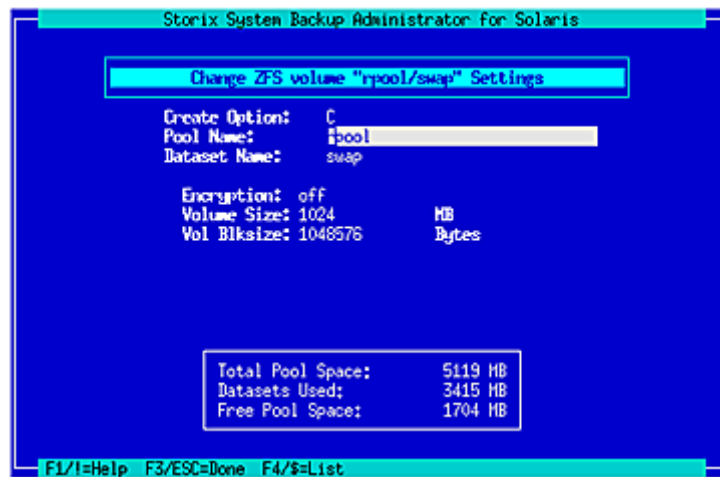 Storix System Backup Administrator for Solaris
Change ZFS volume "rpool/swap" Settings
Create Option: C
Pool Name: rpool
Dataset Name: swap
Encryption: off
Volume Size: 1024 MB
Vol Blksize: 1048576 Bytes
Total Pool Space: 5119 MB
Datasets Used: 3415 MB
Free Pool Space: 1704 MB
F1/!=Help F3/ESC=Done F4/$=List